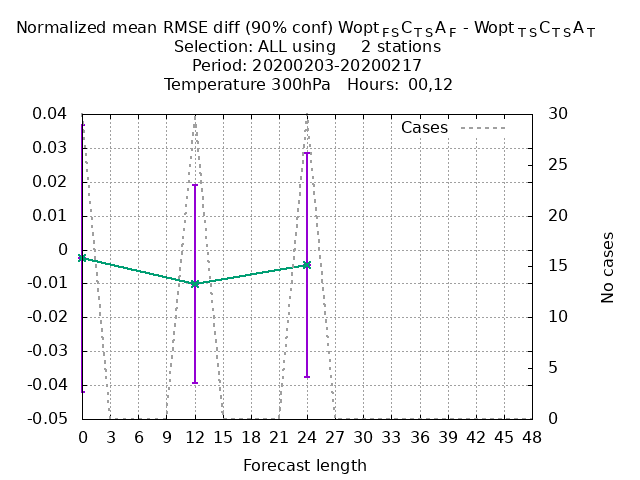 Normalized mean RMSE diff (90% conf) Wopt FS C TS A F - Wopt TS C TS A T
Selection: ALL using 2 stations
Period: 20200203-20200217
Temperature 300hPa Hours: 00,12
Cases
0.04
0.03
0.02
0.01
0
-0.01
-0.02
-0.03
-0.04
-0.05
30
25
20
15
10
5
0
No cases
0 3 6 9 12 15 18 21 24 27 30 33 36 39 42 45 48
Forecast length